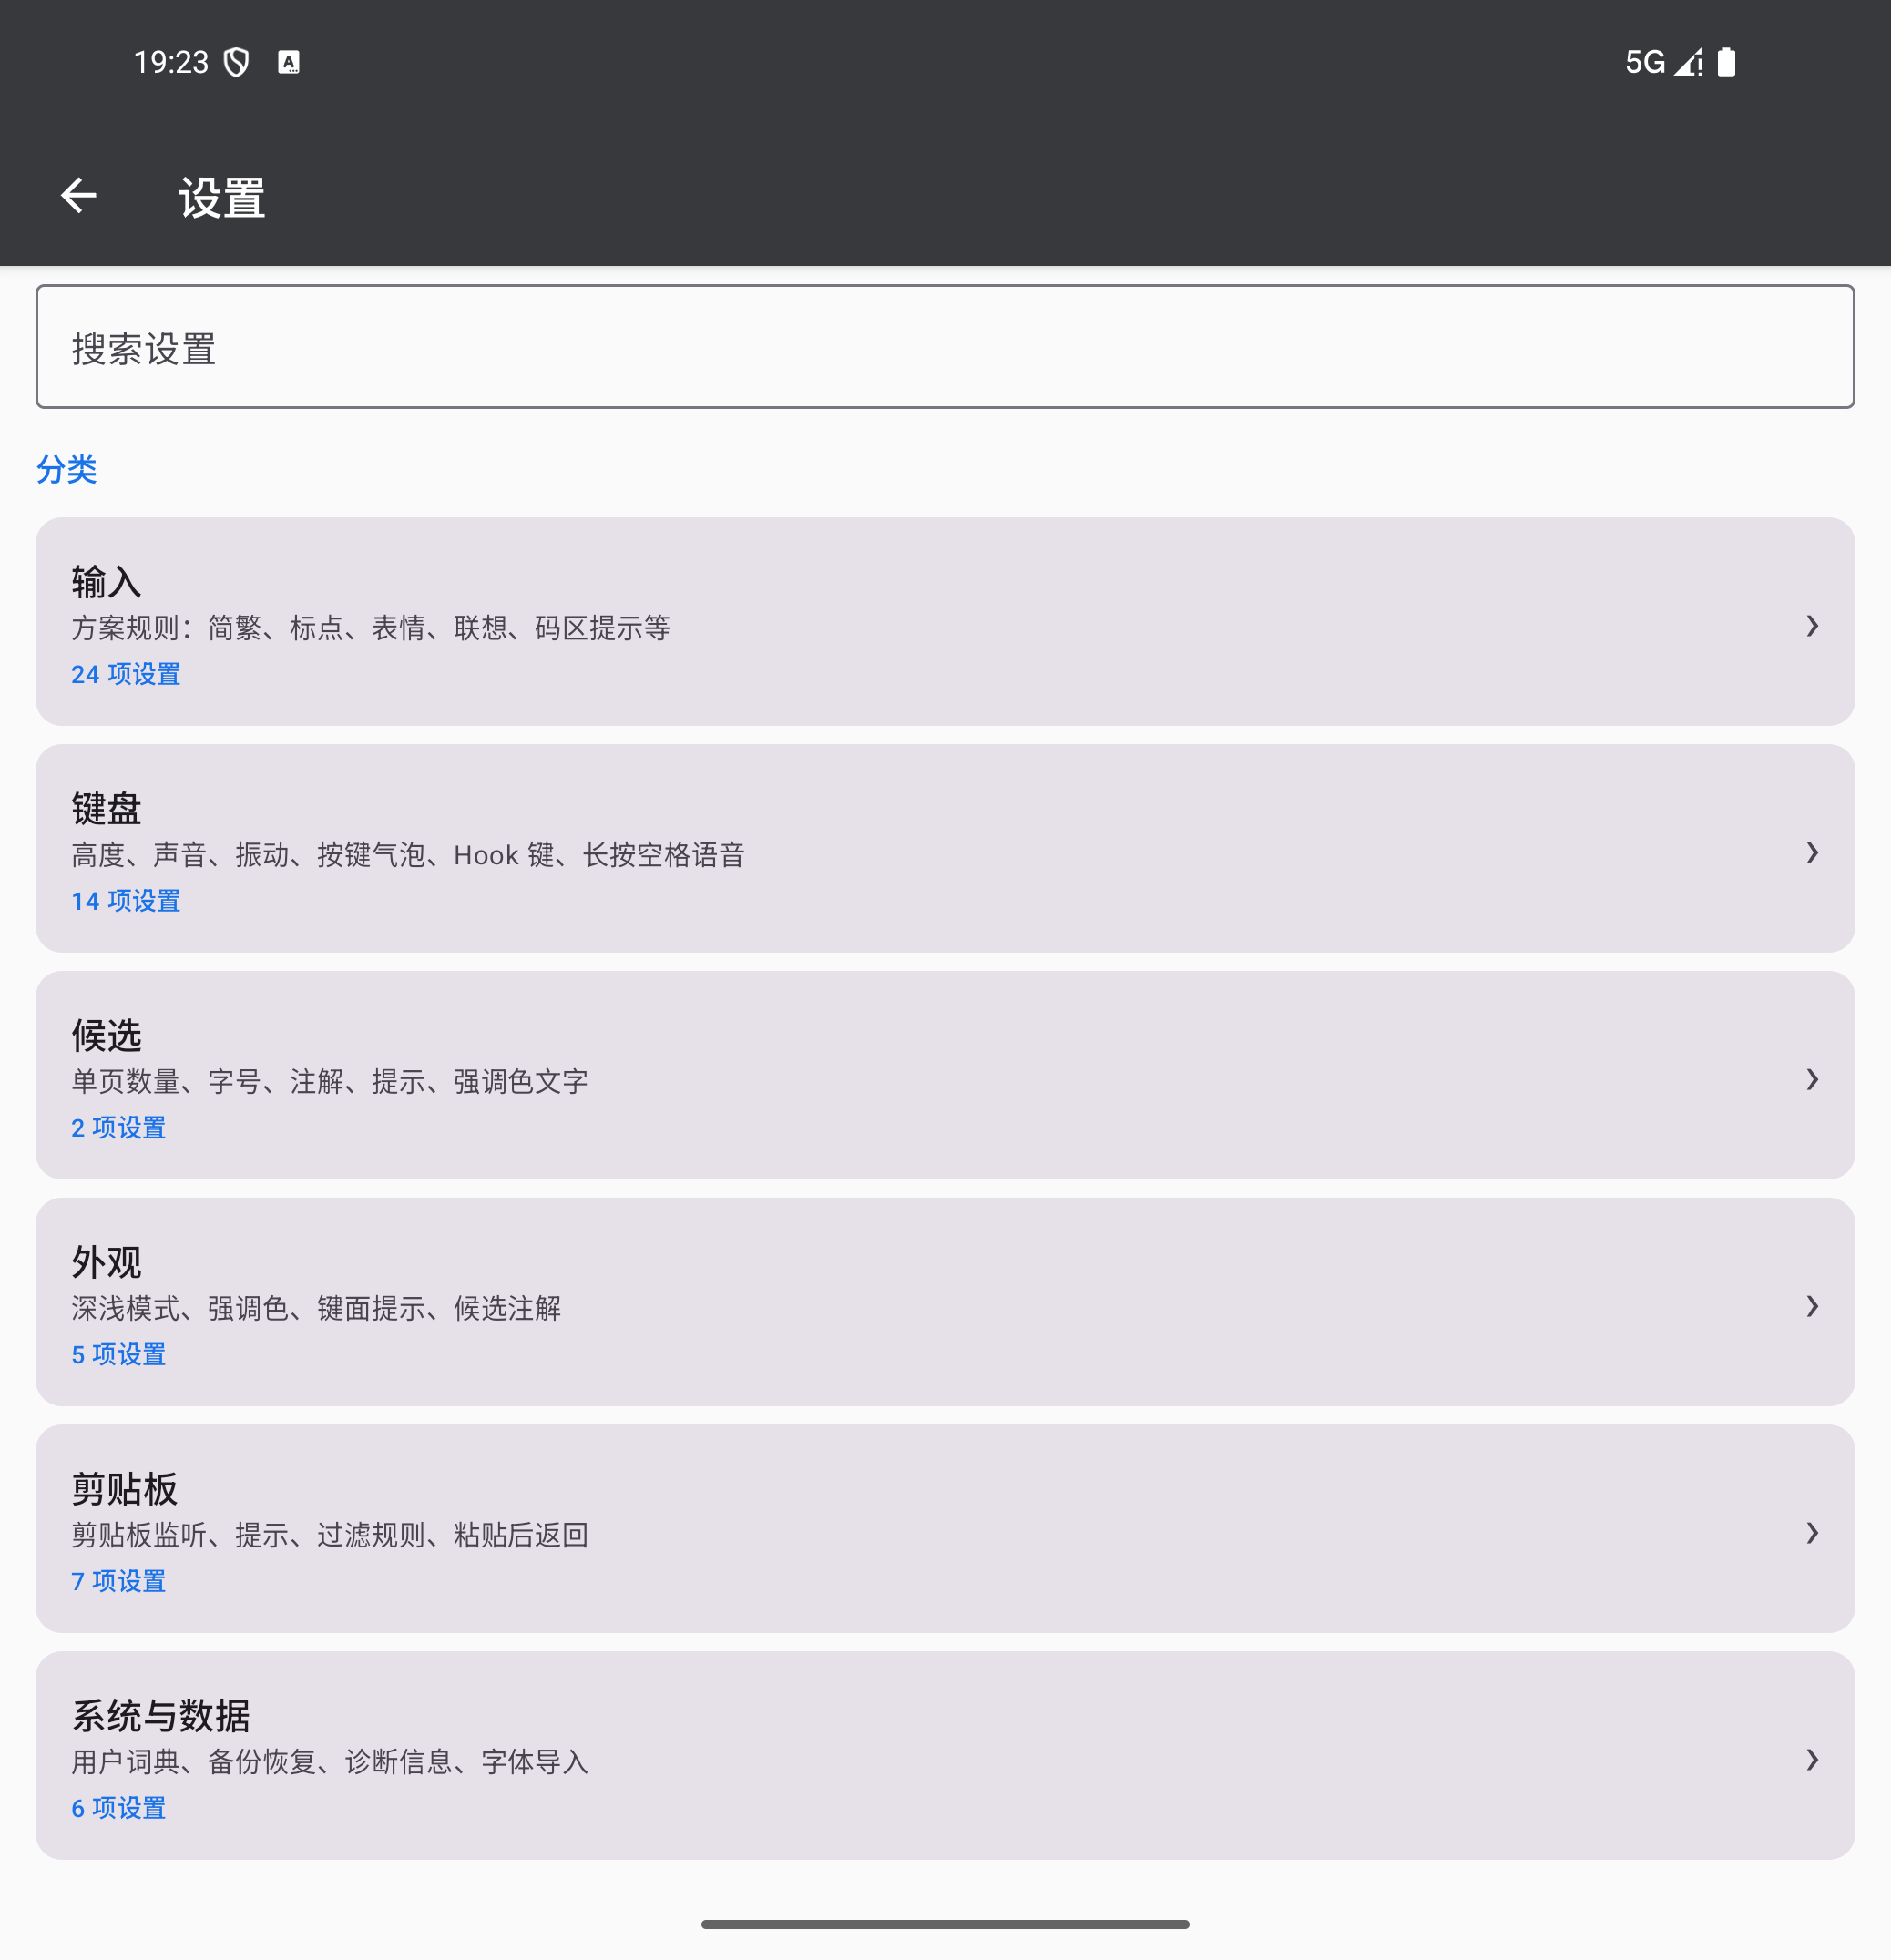 19:23
5G
设置
搜索设置
分类
输入
方案规则：简繁、标点、表情、联想、码区提示等
24 项设置
键盘
高度、声音、振动、按键气泡、Hook 键、长按空格语音
14 项设置
候选
单页数量、字号、注解、提示、强调色文字
2 项设置
外观
深浅模式、强调色、键面提示、候选注解
5 项设置
剪贴板
剪贴板监听、提示、过滤规则、粘贴后返回
7 项设置
系统与数据
用户词典、备份恢复、诊断信息、字体导入
6 项设置